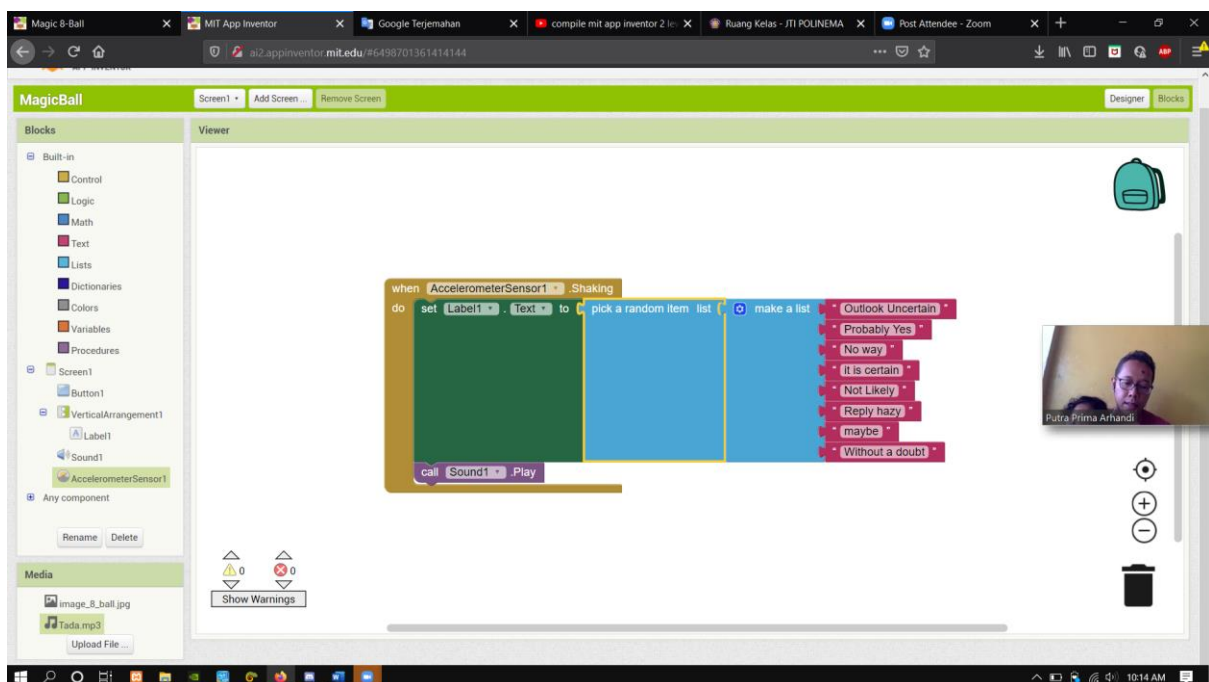 Magic 8-Ball
MIT App Inventor
Google Terjemahan
compile mit app inventor 2 le
Ruang Kelas - JTI POLINEMA
Post Attendee - Zoom
ai2.appinventor.mit.edu/#6498701361414144
ABP
MagicBall
Screen1
Add Screen ...
Remove Screen
Designer
Blocks
Blocks
Viewer
Built-in
Control
Logic
Math
Text
Lists
Dictionaries
Colors
Variables
Procedures
Screen1
Button1
VerticalArrangement1
A Label1
Sound1
AccelerometerSensor1
Any component
Rename
Delete
Media
image_8_ball.jpg
Tada.mp3
Upload File ...
when AccelerometerSensor1 .Shaking
do set Label1 . Text to pick a random item list make a list " Outlook Uncertain "
" Probably Yes "
" No way "
" it is certain "
" Not Likely "
" Reply hazy "
" maybe "
" Without a doubt "
call Sound1 .Play
0 0
Show Warnings
Putra Prima Arhandi
10:14 AM